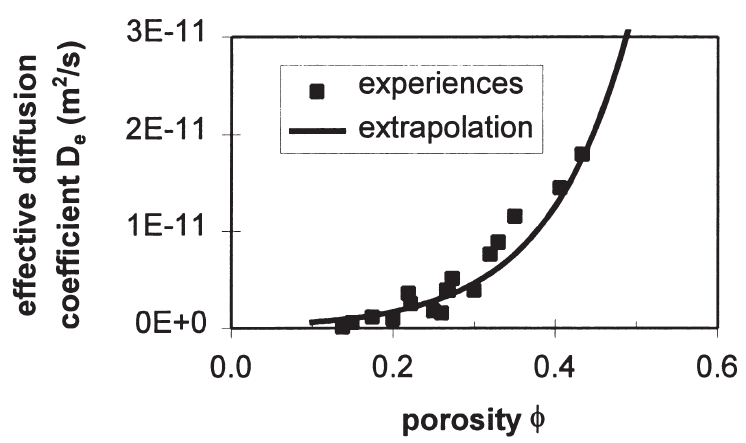 effective diffusion
coefficient De (m²/s)
3E-11
2E-11
1E-11
0E+0
experiences
extrapolation
0.0
0.2
0.4
0.6
porosity ϕ